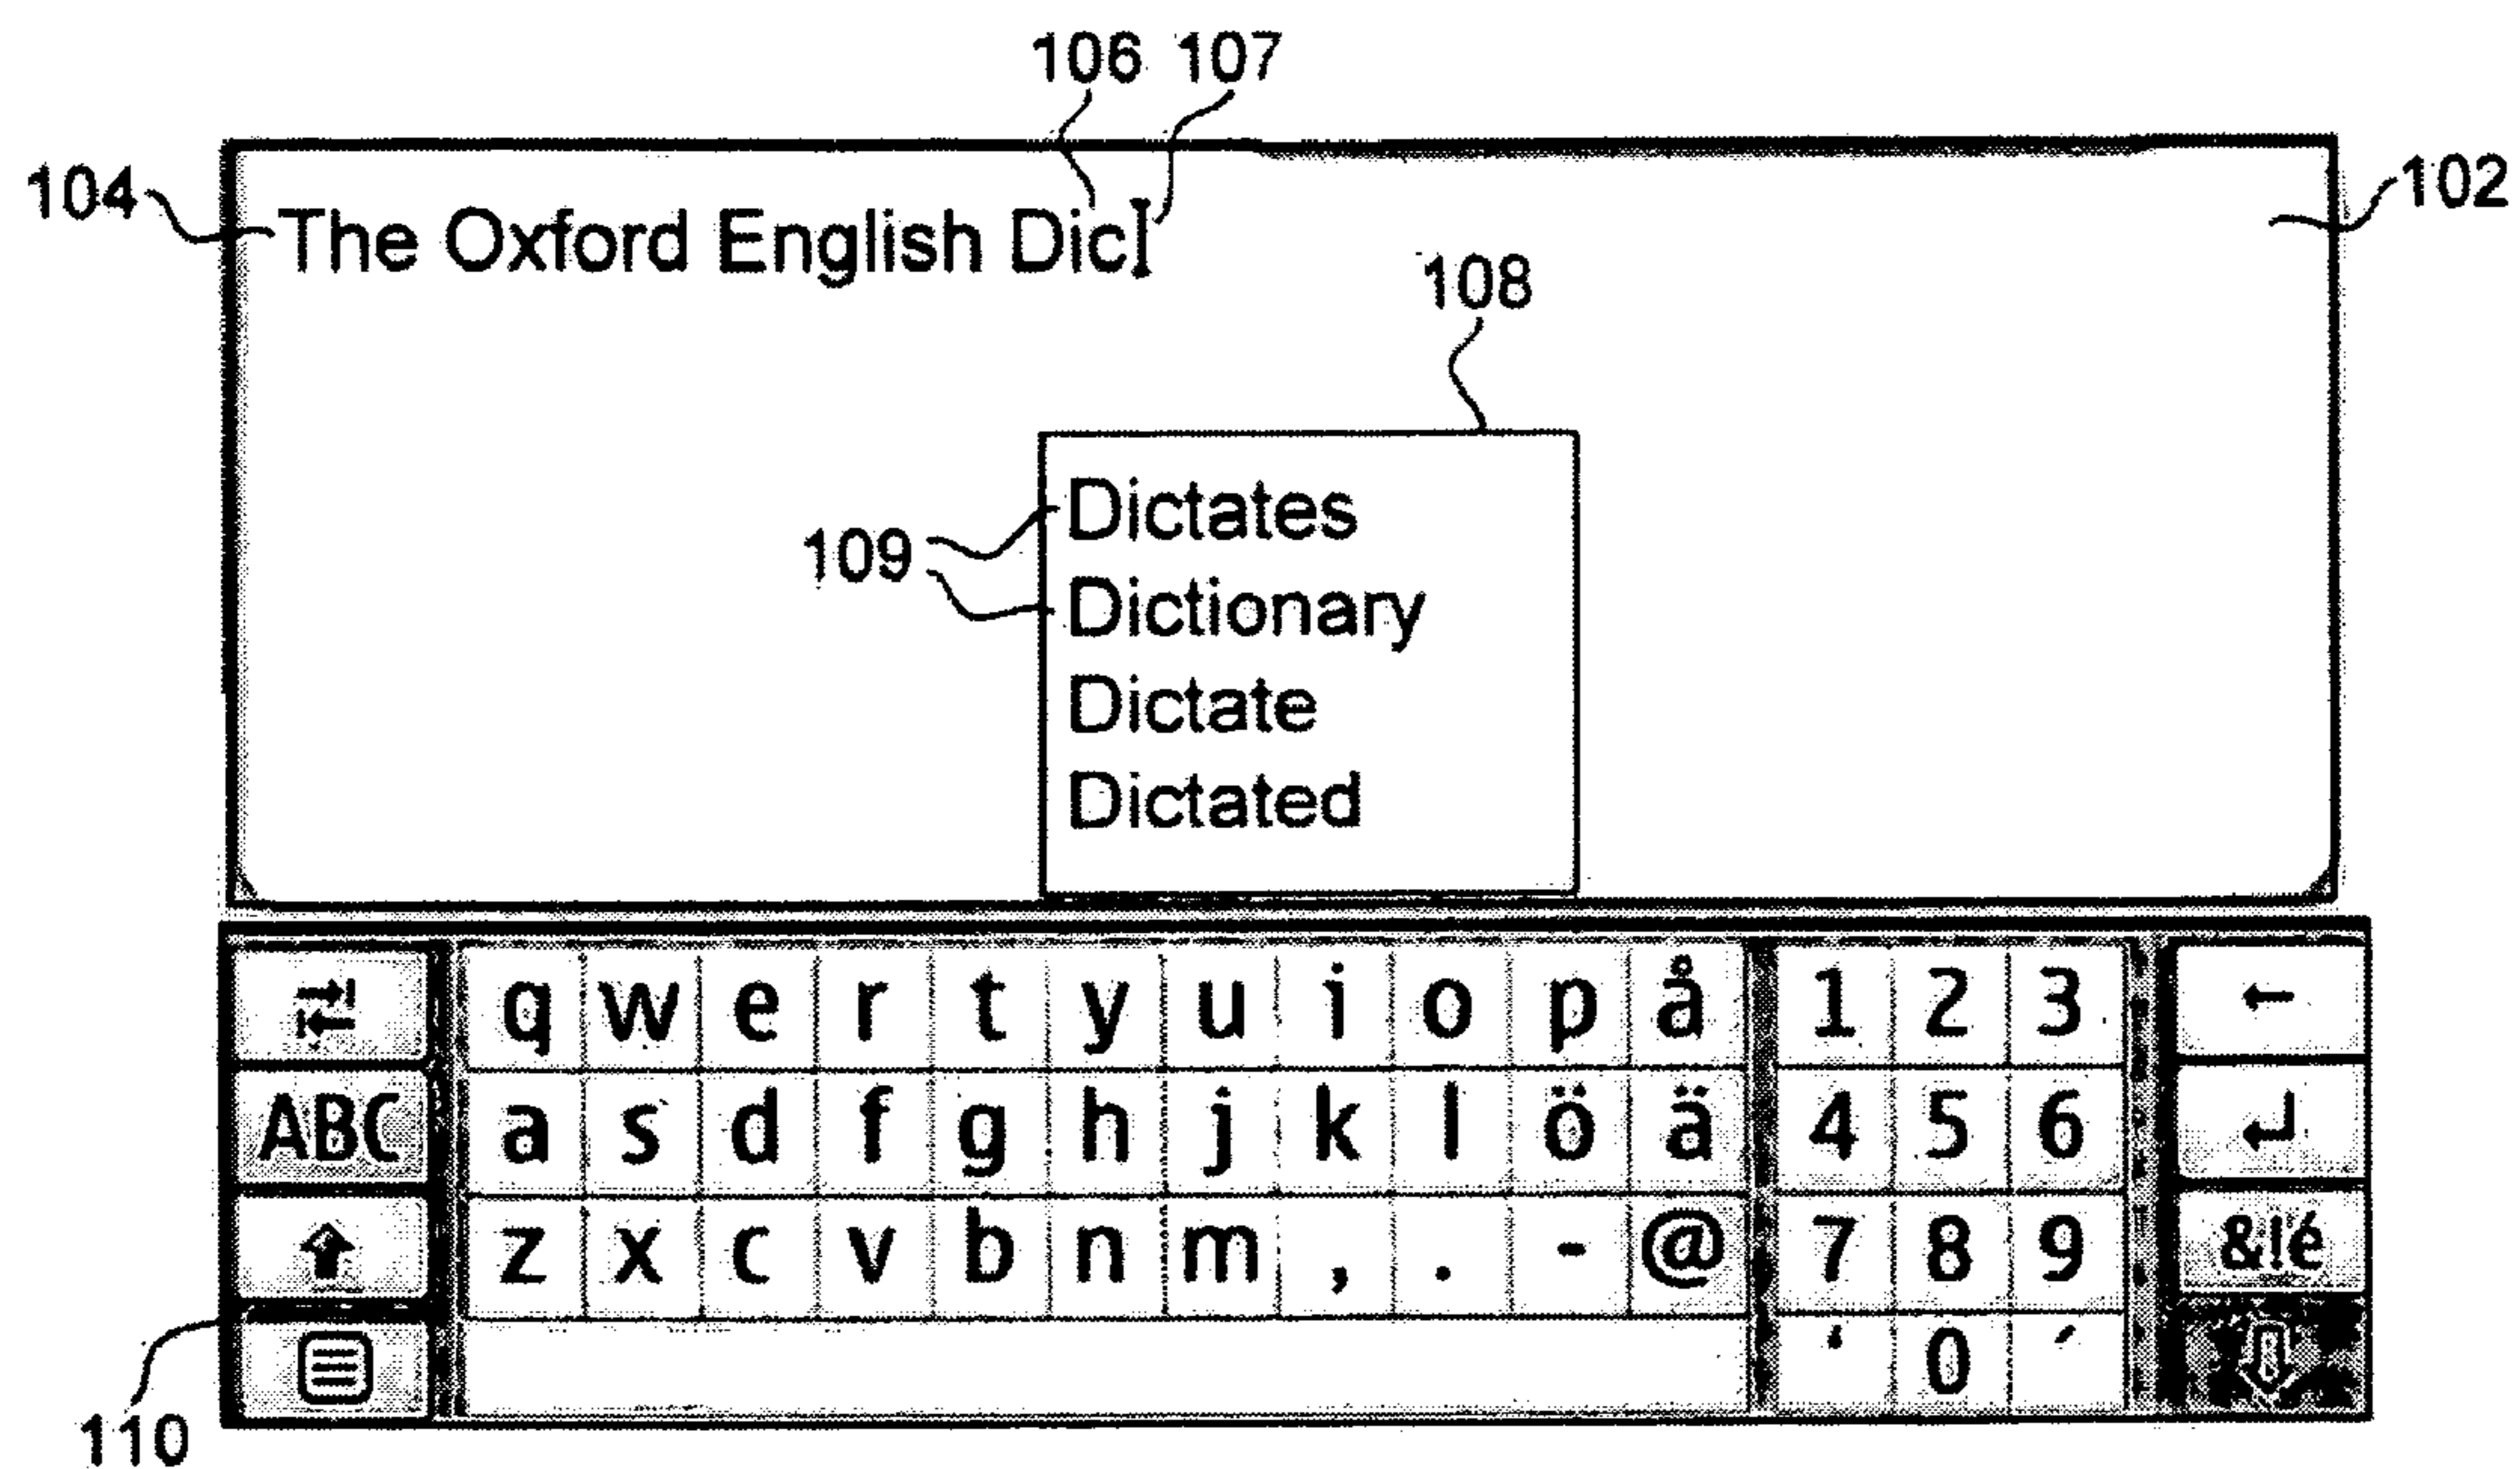 106 107
104 102
The Oxford English Dic
108
Dictates
109
Dictionary
Dictate
Dictated
q w e r t y u i o p å 1 2 3 ←
ABC a s d f g h j k l ö ä 4 5 6 ↵
z x c v b n m , . - @ 7 8 9 &!é
' 0 ´
110